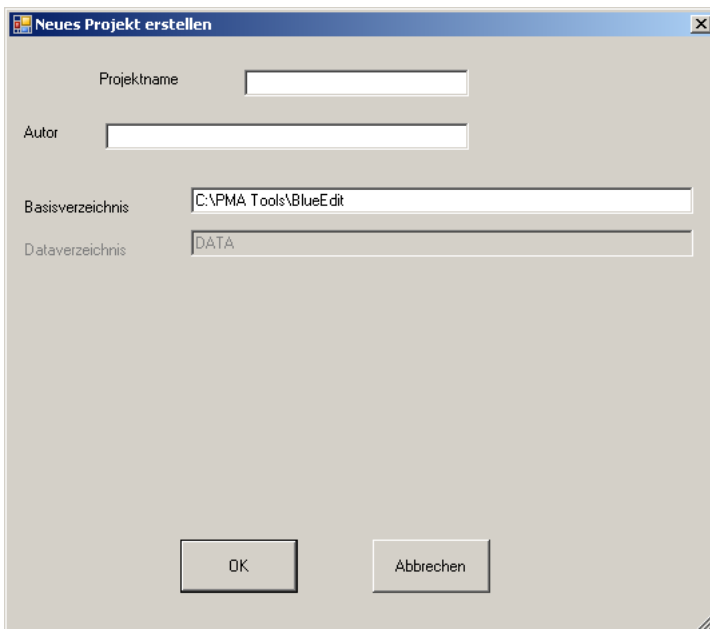 Neues Projekt erstellen
Projektname
Autor
Basisverzeichnis C:\PMA Tools\BlueEdit
Dataverzeichnis DATA
OK Abbrechen